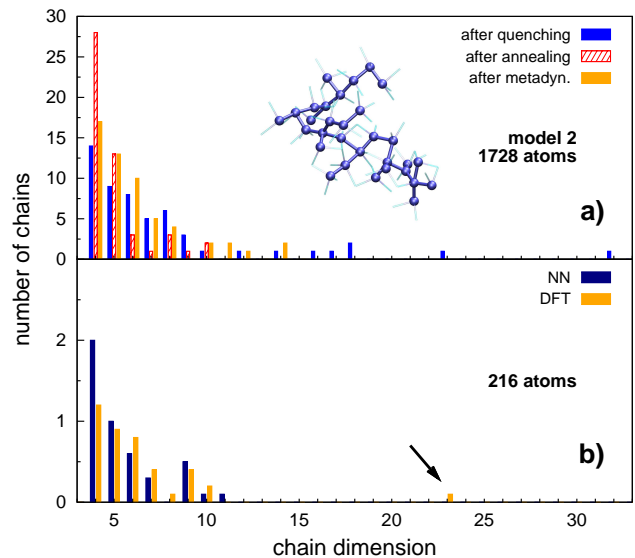 30
25
20
15
10
5
0
after quenching
after annealing
after metadyn.
model 2
1728 atoms
a)
number of chains
2
1
0
NN
DFT
216 atoms
b)
5 10 15 20 25 30
chain dimension